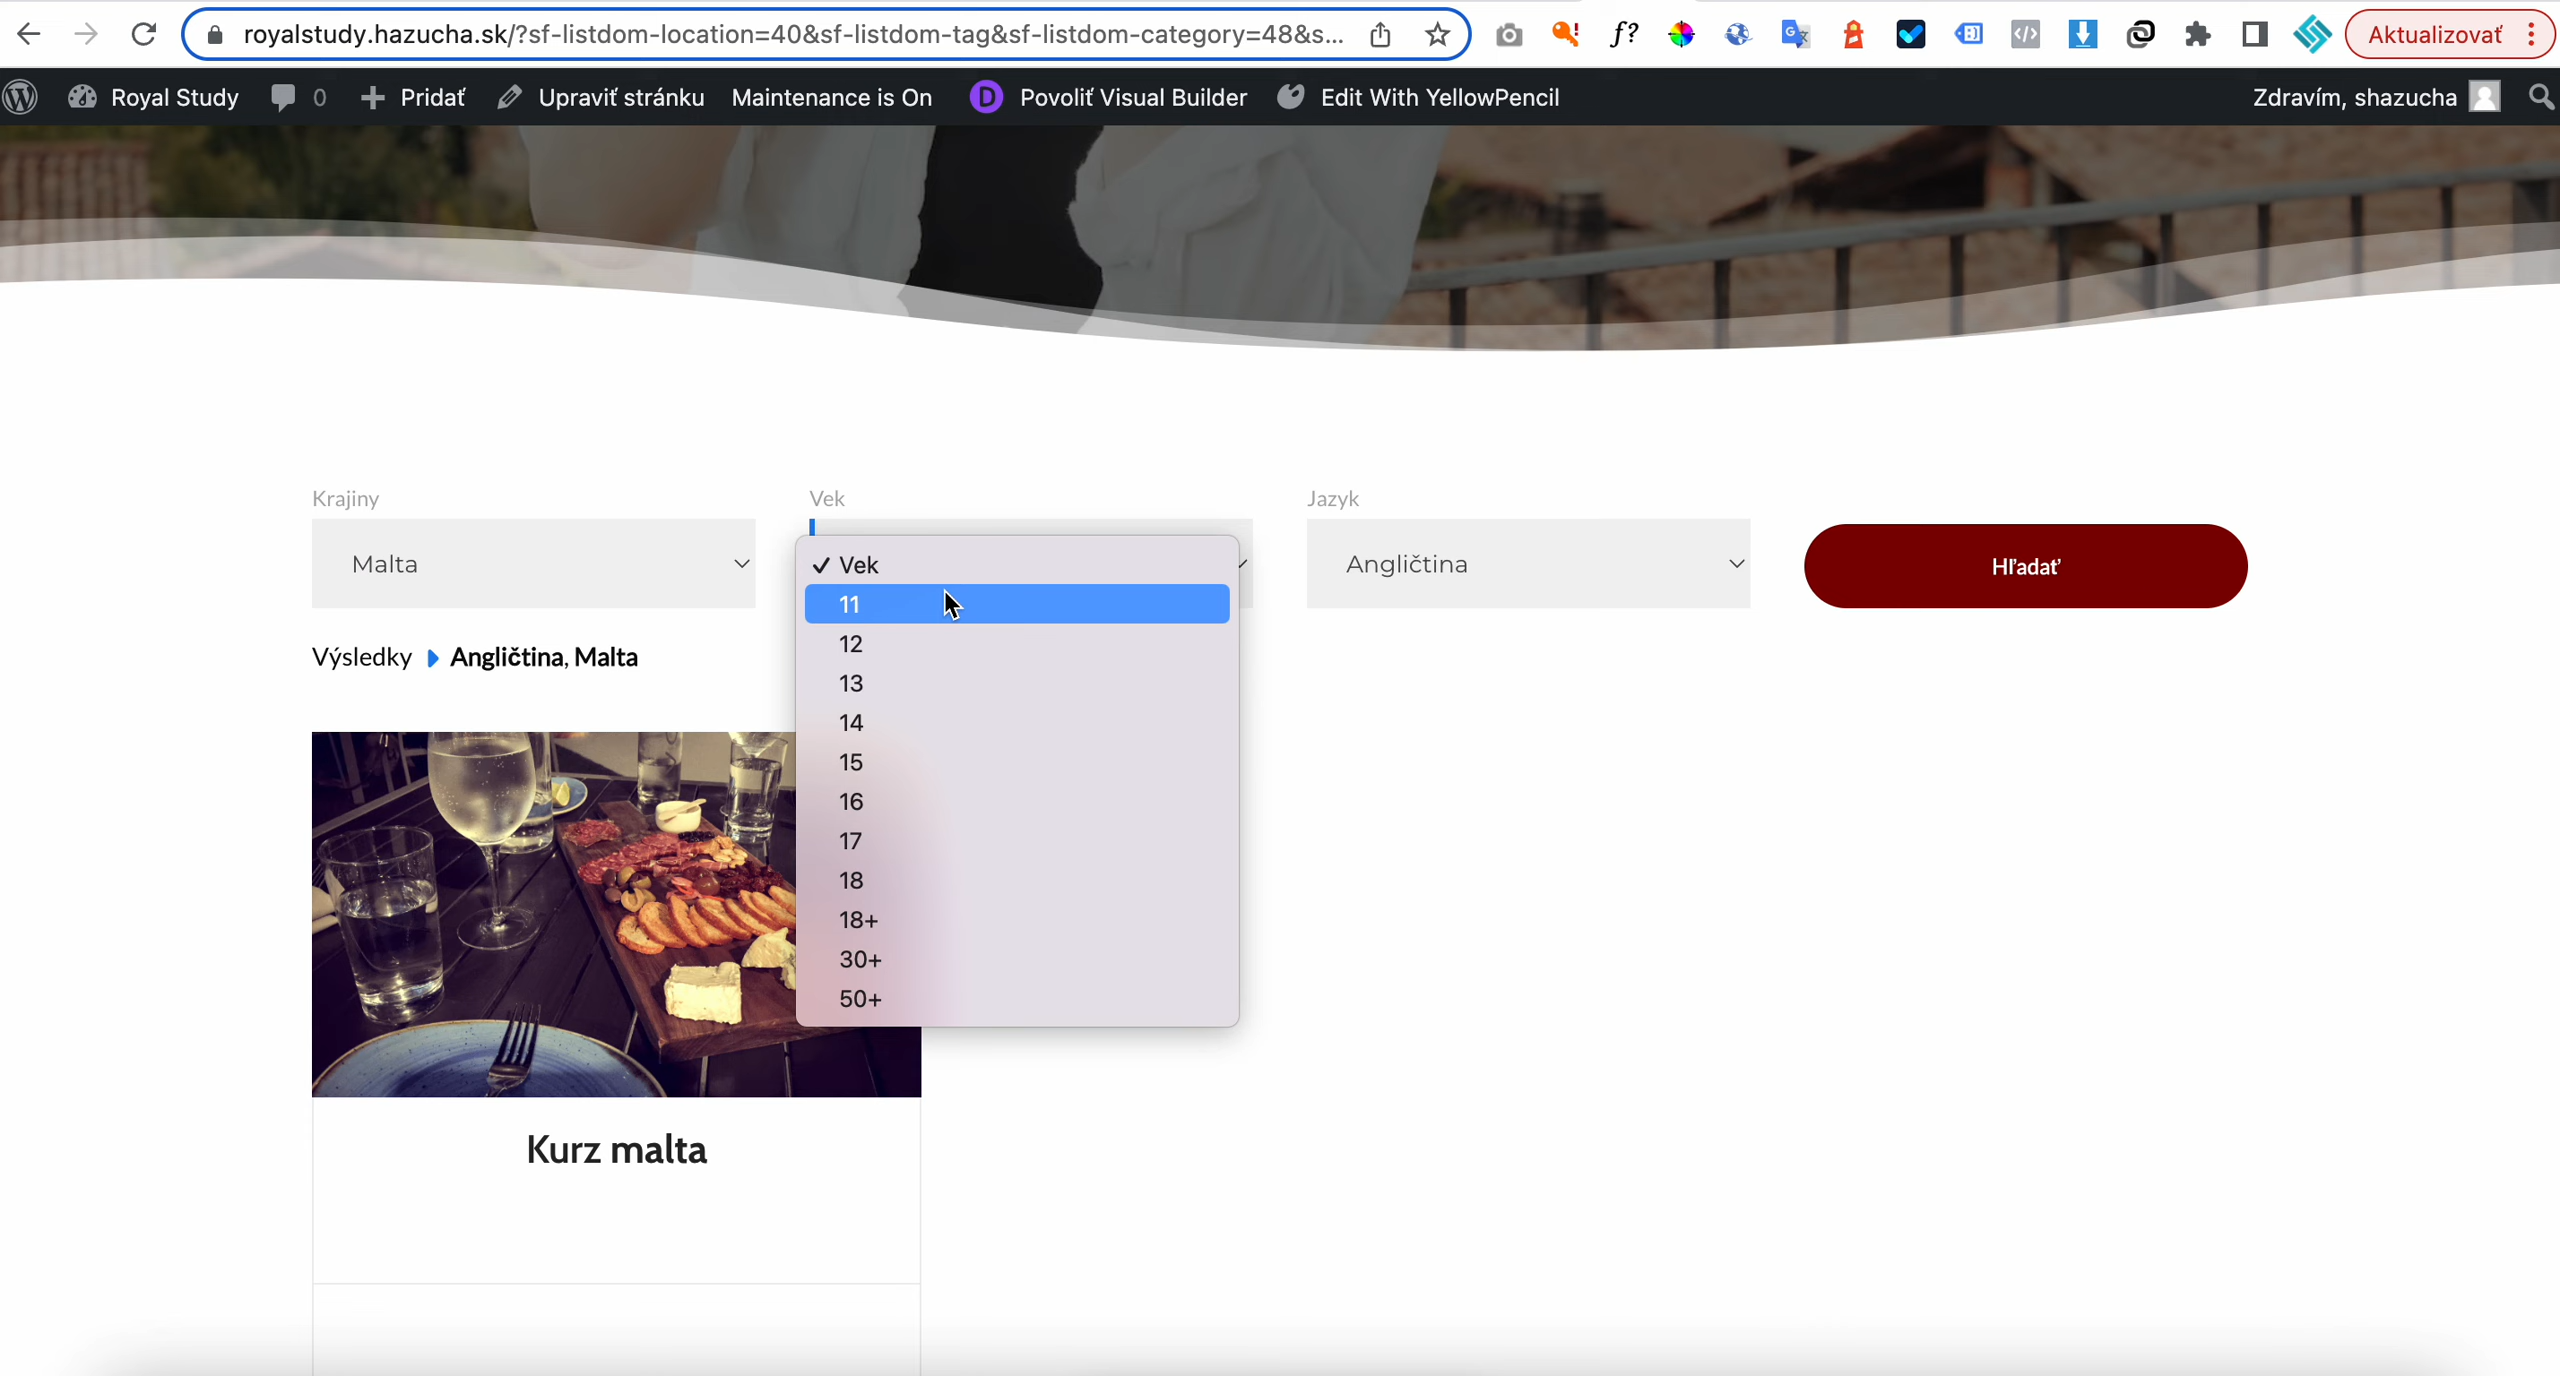 royalstudy.hazucha.sk/?sf-listdom-location=40&sf-listdom-tag&sf-listdom-category=48&s...
f?
Aktualizovať
Royal Study
0
Pridať
Upraviť stránku
Maintenance is On
D
Povoliť Visual Builder
Edit With YellowPencil
Zdravím, shazucha
Krajiny
Vek
Jazyk
Malta
Vek
Angličtina
Hľadať
11
12
13
14
15
16
17
18
18+
30+
50+
Výsledky
Angličtina, Malta
Kurz malta